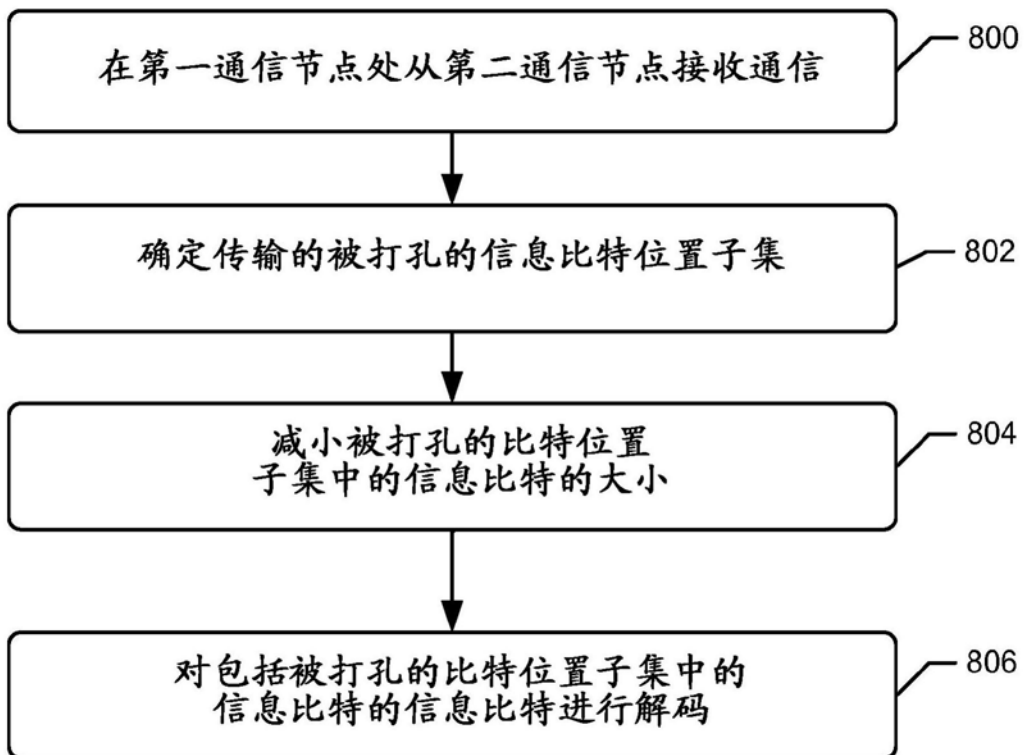 在第一通信节点处从第二通信节点接收通信
800
确定传输的被打孔的信息比特位置子集
802
减小被打孔的比特位置
子集中的信息比特的大小
804
对包括被打孔的比特位置子集中的
信息比特的信息比特进行解码
806